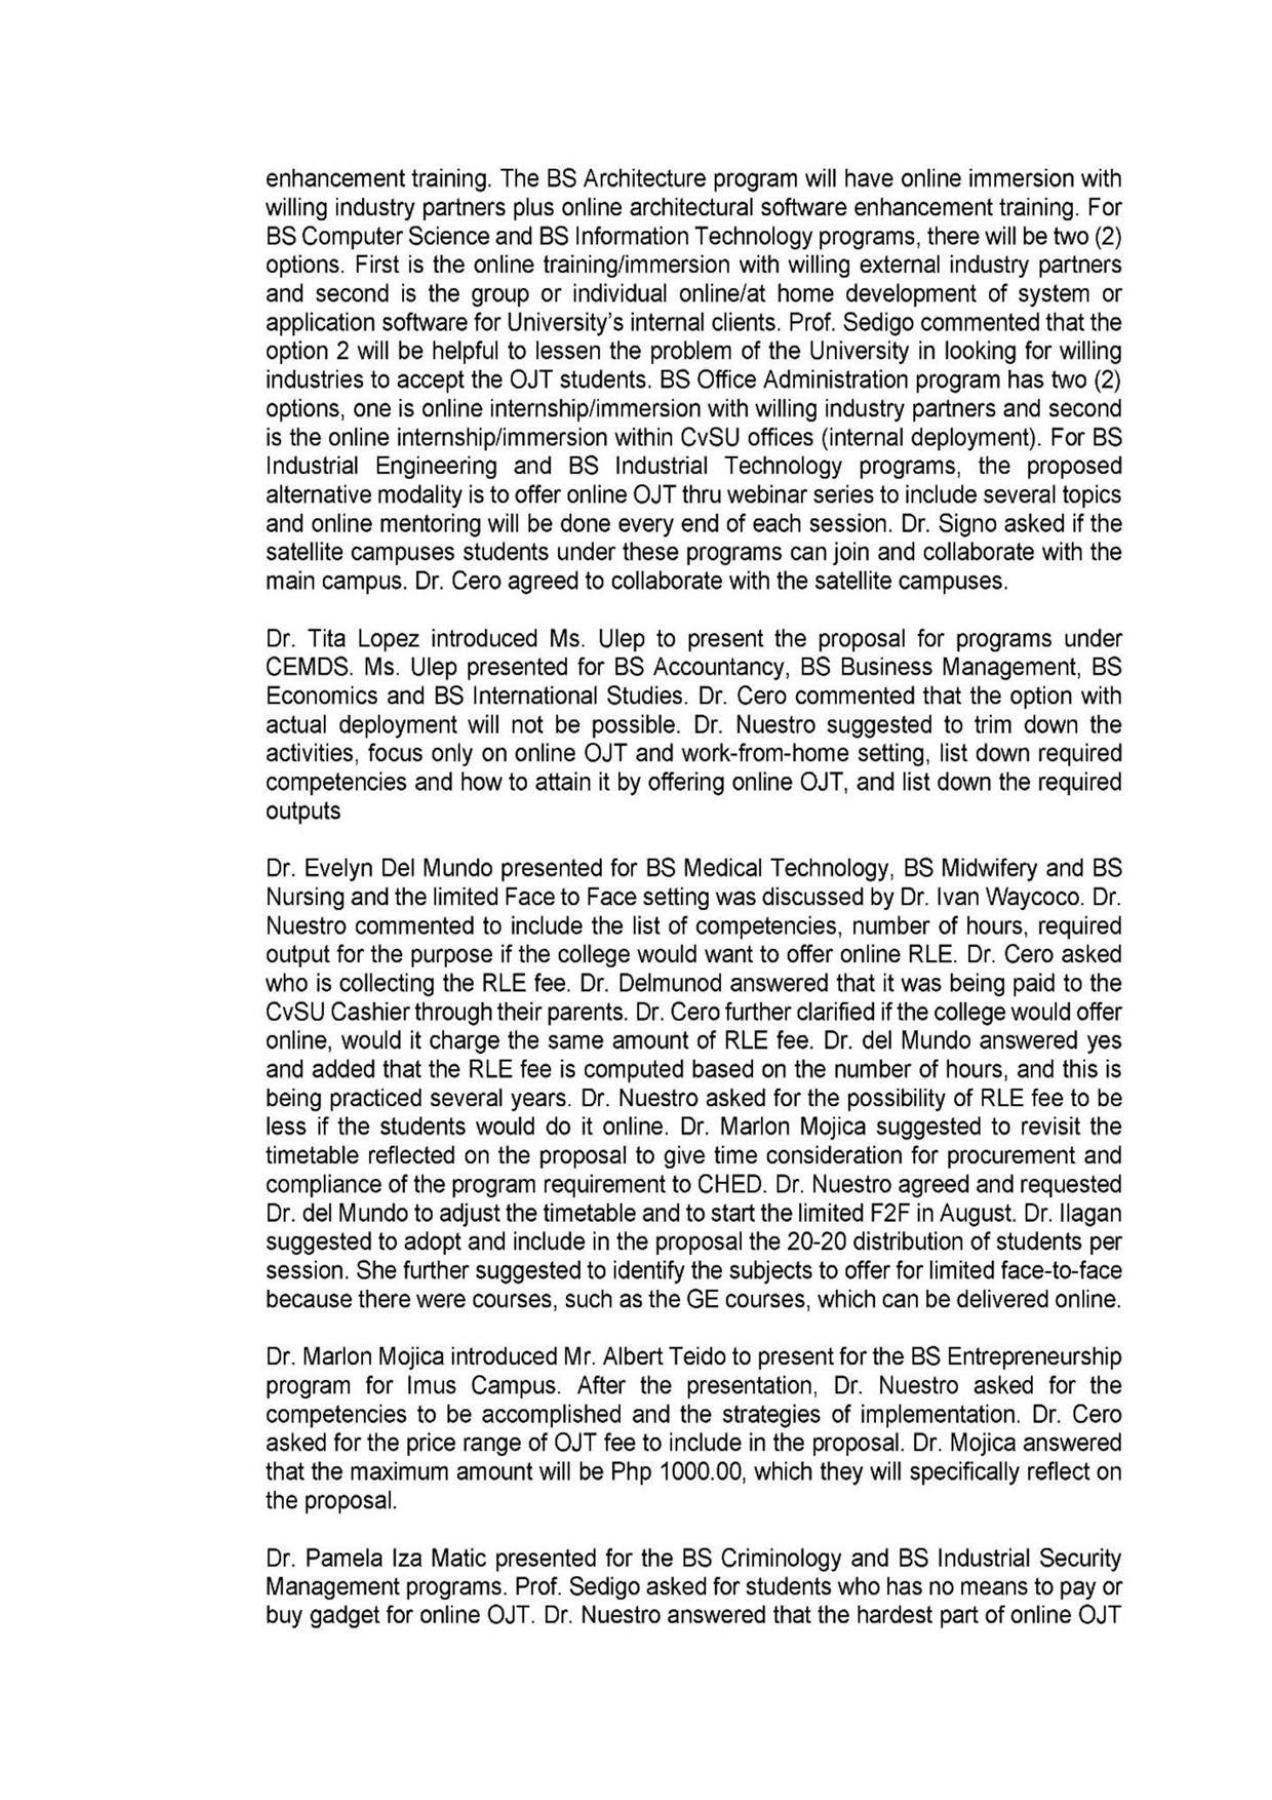 enhancement training. The BS Architecture program will have online immersion with
willing industry partners plus online architectural software enhancement training. For
BS Computer Science and BS Information Technology programs, there will be two (2)
options. First is the online training/immersion with willing external industry partners
and second is the group or individual online/at home development of system or
application software for University's internal clients. Prof. Sedigo commented that the
option 2 will be helpful to lessen the problem of the University in looking for willing
industries to accept the OJT students. BS Office Administration program has two (2)
options, one is online internship/immersion with willing industry partners and second
is the online internship/immersion within CvSU offices (internal deployment). For BS
Industrial Engineering and BS Industrial Technology programs, the proposed
alternative modality is to offer online OJT thru webinar series to include several topics
and online mentoring will be done every end of each session. Dr. Signo asked if the
satellite campuses students under these programs can join and collaborate with the
main campus. Dr. Cero agreed to collaborate with the satellite campuses.
Dr. Tita Lopez introduced Ms. Ulep to present the proposal for programs under
CEMDS. Ms. Ulep presented for BS Accountancy, BS Business Management, BS
Economics and BS International Studies. Dr. Cero commented that the option with
actual deployment will not be possible. Dr. Nuestro suggested to trim down the
activities, focus only on online OJT and work-from-home setting, list down required
competencies and how to attain it by offering online OJT, and list down the required
outputs
Dr. Evelyn Del Mundo presented for BS Medical Technology, BS Midwifery and BS
Nursing and the limited Face to Face setting was discussed by Dr. Ivan Waycoco. Dr.
Nuestro commented to include the list of competencies, number of hours, required
output for the purpose if the college would want to offer online RLE. Dr. Cero asked
who is collecting the RLE fee. Dr. Delmunod answered that it was being paid to the
CvSU Cashier through their parents. Dr. Cero further clarified if the college would offer
online, would it charge the same amount of RLE fee. Dr. del Mundo answered yes
and added that the RLE fee is computed based on the number of hours, and this is
being practiced several years. Dr. Nuestro asked for the possibility of RLE fee to be
less if the students would do it online. Dr. Marlon Mojica suggested to revisit the
timetable reflected on the proposal to give time consideration for procurement and
compliance of the program requirement to CHED. Dr. Nuestro agreed and requested
Dr. del Mundo to adjust the timetable and to start the limited F2F in August. Dr. Ilagan
suggested to adopt and include in the proposal the 20-20 distribution of students per
session. She further suggested to identify the subjects to offer for limited face-to-face
because there were courses, such as the GE courses, which can be delivered online.
Dr. Marlon Mojica introduced Mr. Albert Teido to present for the BS Entrepreneurship
program for Imus Campus. After the presentation, Dr. Nuestro asked for the
competencies to be accomplished and the strategies of implementation. Dr. Cero
asked for the price range of OJT fee to include in the proposal. Dr. Mojica answered
that the maximum amount will be Php 1000.00, which they will specifically reflect on
the proposal.
Dr. Pamela Iza Matic presented for the BS Criminology and BS Industrial Security
Management programs. Prof. Sedigo asked for students who has no means to pay or
buy gadget for online OJT. Dr. Nuestro answered that the hardest part of online OJT